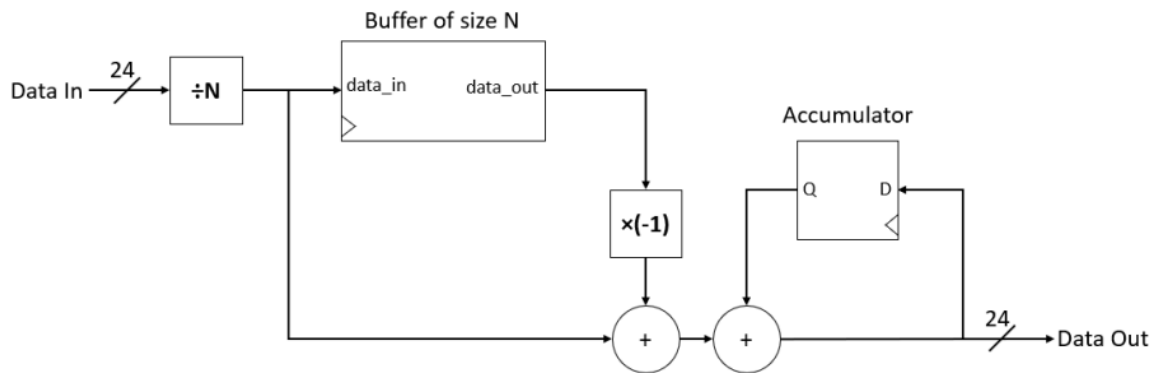 Buffer of size N
24
Data In
÷N
data_in
data_out
Accumulator
Q
D
×(-1)
+
+
24
Data Out